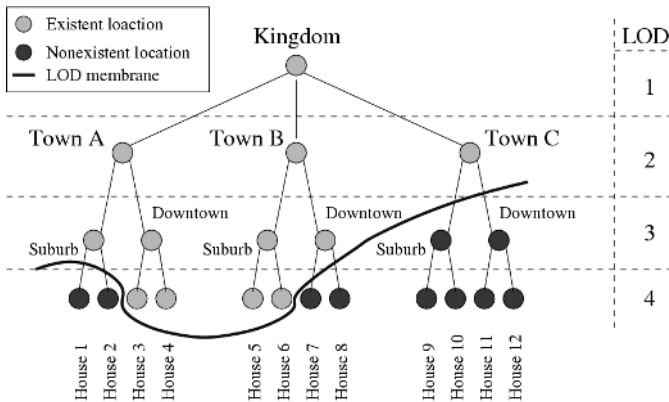 Existent loaction
Nonexistent location
LOD membrane
Kingdom
LOD
1
Town A
Town B
Town C
2
Downtown
Downtown
Downtown
Suburb
Suburb
Suburb
3
4
House 1
House 2
House 3
House 4
House 5
House 6
House 7
House 8
House 9
House 10
House 11
House 12